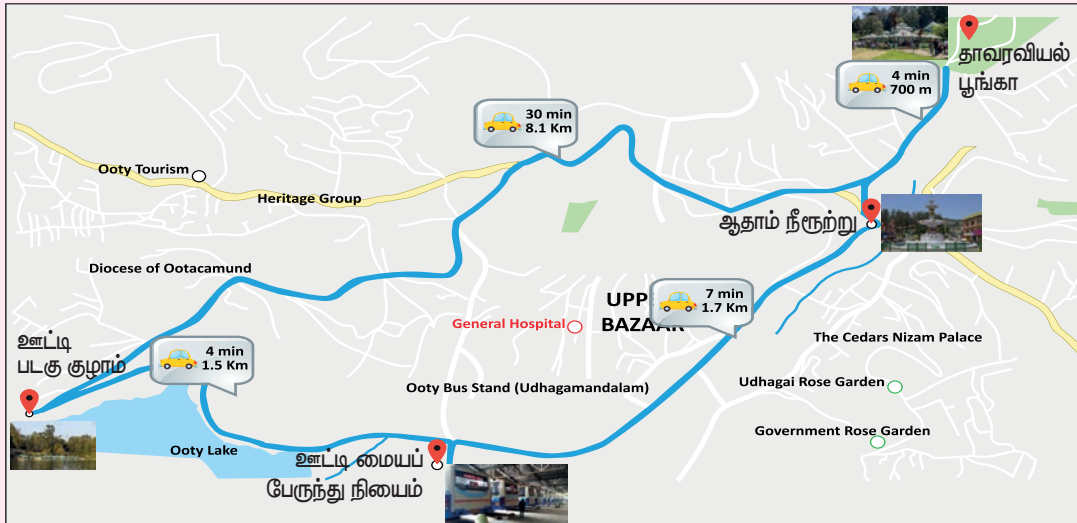 தாவரவியல்
பூங்கா
4 min
700 m
30 min
8.1 Km
Ooty Tourism
Heritage Group
ஆதாம் நீரூற்று
Diocese of Ootacamund
UPP
BAZAAR
7 min
1.7 Km
General Hospital
The Cedars Nizam Palace
ஊட்டி
படகு குழாம்
4 min
1.5 Km
Ooty Bus Stand (Udhagamandalam)
Udhagai Rose Garden
Government Rose Garden
Ooty Lake
ஊட்டி மையப்
பேருந்து நியைம்